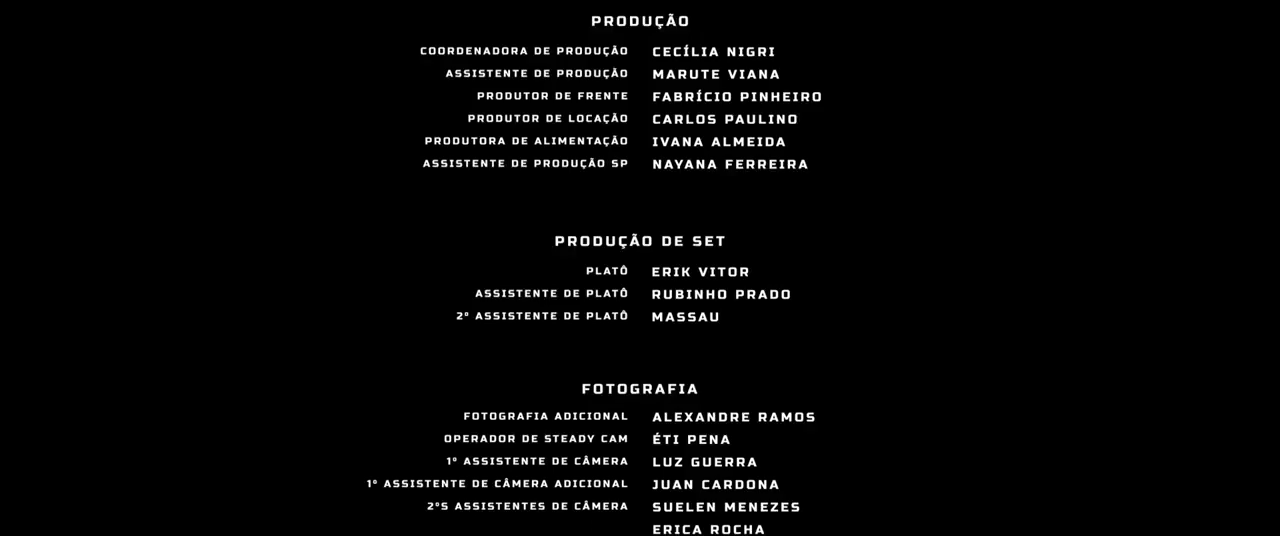 PRODUÇÃO
COORDENADORA DE PRODUÇÃO CECÍLIA NIGRI
ASSISTENTE DE PRODUÇÃO MARUTE VIANA
PRODUTOR DE FRENTE FABRÍCIO PINHEIRO
PRODUTOR DE LOCAÇÃO CARLOS PAULINO
PRODUTORA DE ALIMENTAÇÃO IVANA ALMEIDA
ASSISTENTE DE PRODUÇÃO SP NAYANA FERREIRA
PRODUÇÃO DE SET
PLATÔ ERIK VITOR
ASSISTENTE DE PLATÔ RUBINHO PRADO
2º ASSISTENTE DE PLATÔ MASSAU
FOTOGRAFIA
FOTOGRAFIA ADICIONAL ALEXANDRE RAMOS
OPERADOR DE STEADY CAM ÉTI PENA
1º ASSISTENTE DE CÂMERA LUZ GUERRA
1º ASSISTENTE DE CÂMERA ADICIONAL JUAN CARDONA
2ºS ASSISTENTES DE CÂMERA SUELEN MENEZES
ERICA ROCHA